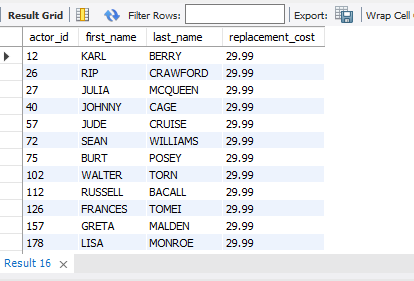 Result Grid Filter Rows: Export: Wrap Cell
actor_id first_name last_name replacement_cost
12 KARL BERRY 29.99
26 RIP CRAWFORD 29.99
27 JULIA MCQUEEN 29.99
40 JOHNNY CAGE 29.99
57 JUDE CRUISE 29.99
72 SEAN WILLIAMS 29.99
75 BURT POSEY 29.99
102 WALTER TORN 29.99
112 RUSSELL BACALL 29.99
126 FRANCES TOMEI 29.99
157 GRETA MALDEN 29.99
178 LISA MONROE 29.99
Result 16